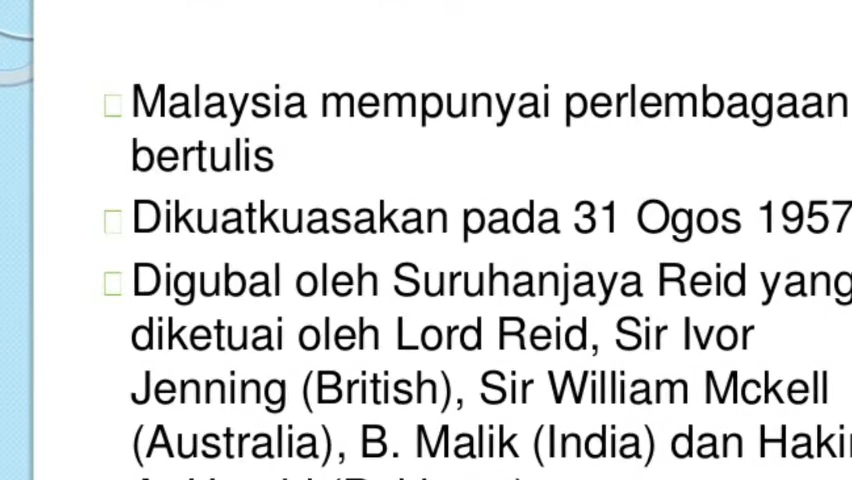 Malaysia mempunyai perlembagaan
bertulis
Dikuatkuasakan pada 31 Ogos 1957
Digubal oleh Suruhanjaya Reid yang
diketuai oleh Lord Reid, Sir Ivor
Jenning (British), Sir William Mckell
(Australia), B. Malik (India) dan